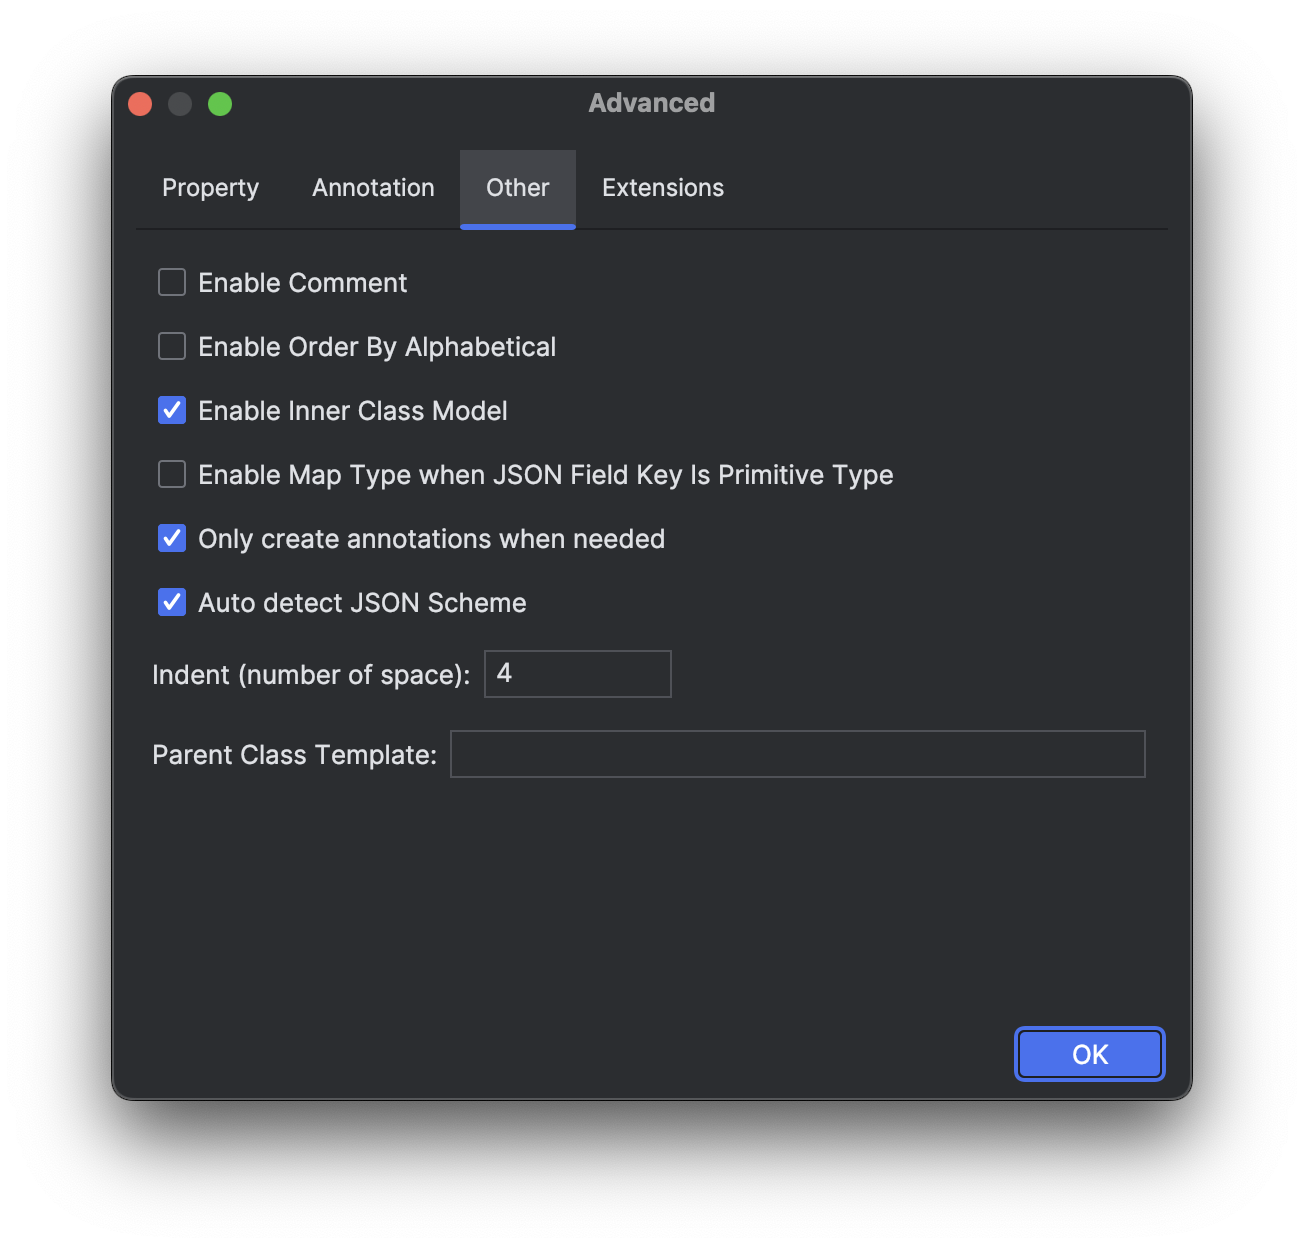 Advanced
Property Annotation Other Extensions
Enable Comment
Enable Order By Alphabetical
Enable Inner Class Model
Enable Map Type when JSON Field Key Is Primitive Type
Only create annotations when needed
Auto detect JSON Scheme
Indent (number of space): 4
Parent Class Template:
OK